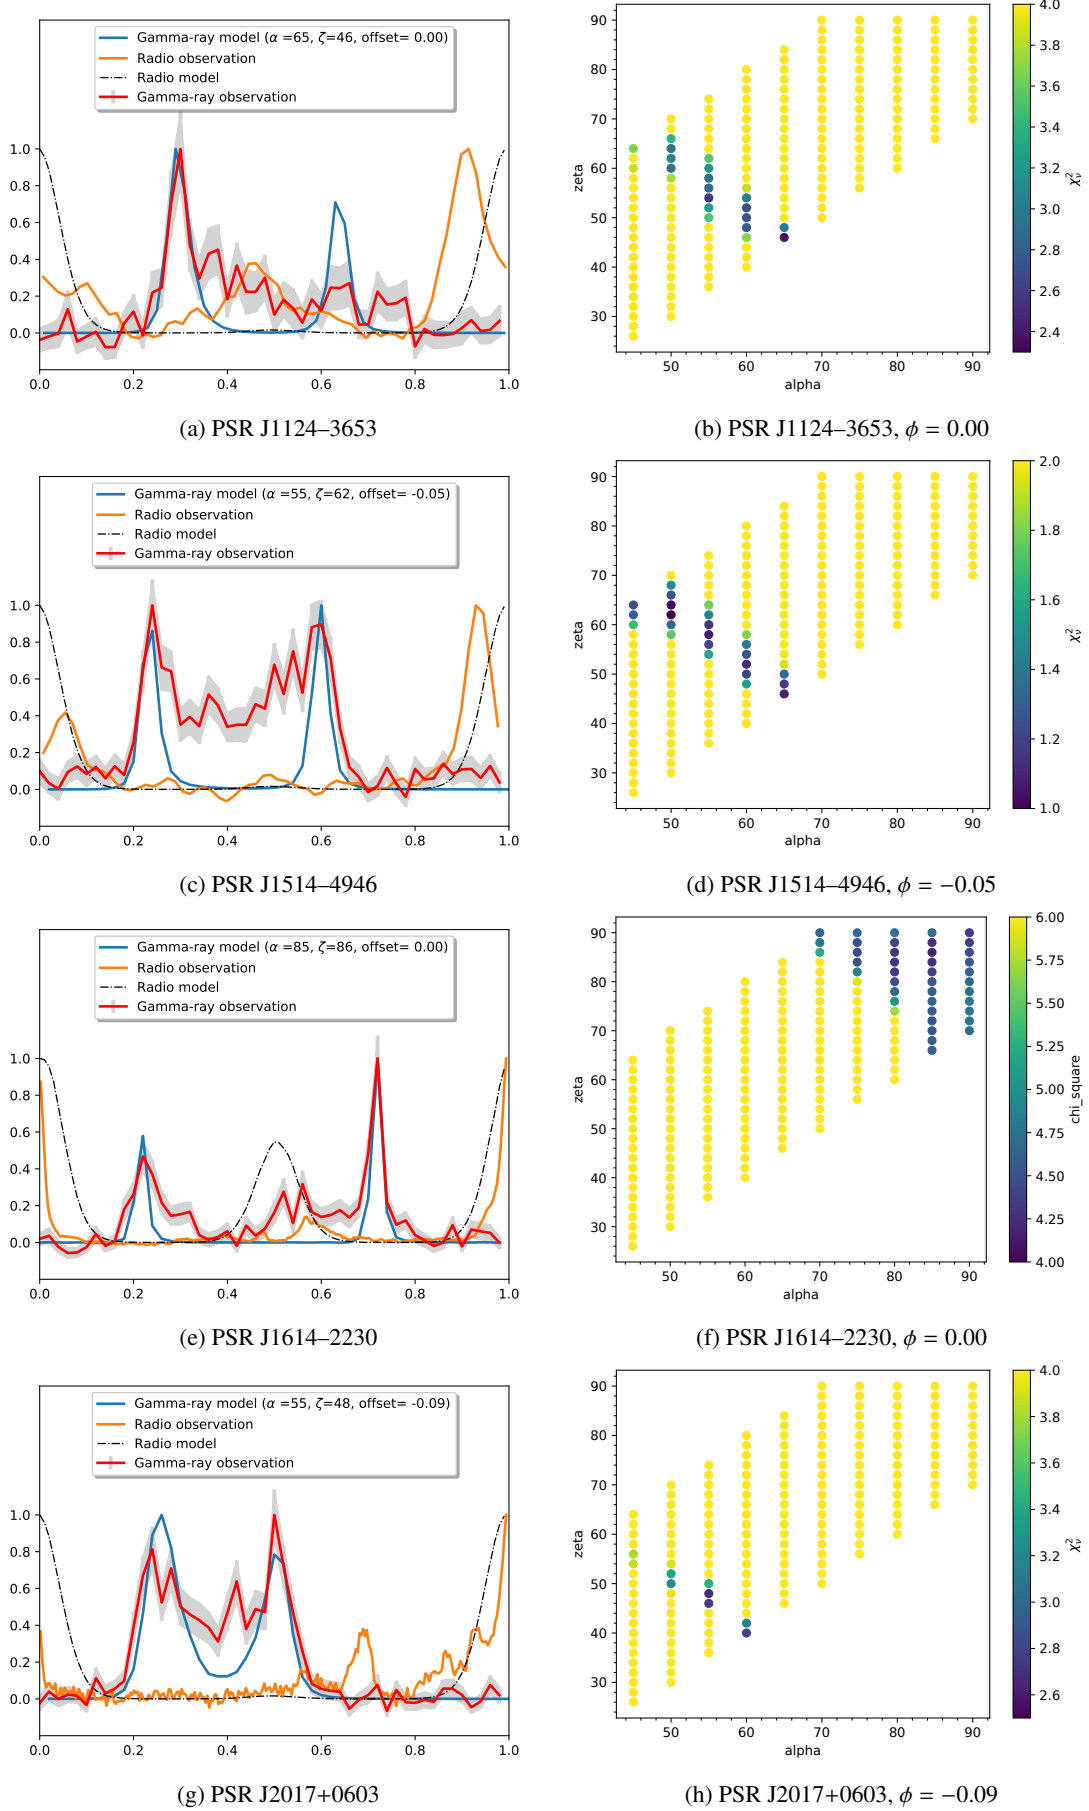 Gamma-ray model (α =65, ζ=46, offset= 0.00)
Radio observation
Radio model
Gamma-ray observation
1.0
0.8
0.6
0.4
0.2
0.0
0.0 0.2 0.4 0.6 0.8 1.0
(a) PSR J1124–3653
zeta
90
80
70
60
50
40
30
50 60 70 80 90
alpha
4.0
3.8
3.6
3.4
3.2
3.0
2.8
2.6
2.4
χ²ᵥ
(b) PSR J1124–3653, ϕ = 0.00
Gamma-ray model (α =55, ζ=62, offset= -0.05)
Radio observation
Radio model
Gamma-ray observation
1.0
0.8
0.6
0.4
0.2
0.0
0.0 0.2 0.4 0.6 0.8 1.0
(c) PSR J1514–4946
zeta
90
80
70
60
50
40
30
50 60 70 80 90
alpha
2.0
1.8
1.6
1.4
1.2
1.0
χ²ᵥ
(d) PSR J1514–4946, ϕ = −0.05
Gamma-ray model (α =85, ζ=86, offset= 0.00)
Radio observation
Radio model
Gamma-ray observation
1.0
0.8
0.6
0.4
0.2
0.0
0.0 0.2 0.4 0.6 0.8 1.0
(e) PSR J1614–2230
zeta
90
80
70
60
50
40
30
50 60 70 80 90
alpha
6.00
5.75
5.50
5.25
5.00
4.75
4.50
4.25
4.00
chi_square
(f) PSR J1614–2230, ϕ = 0.00
Gamma-ray model (α =55, ζ=48, offset= -0.09)
Radio observation
Radio model
Gamma-ray observation
1.0
0.8
0.6
0.4
0.2
0.0
0.0 0.2 0.4 0.6 0.8 1.0
(g) PSR J2017+0603
zeta
90
80
70
60
50
40
30
50 60 70 80 90
alpha
4.0
3.8
3.6
3.4
3.2
3.0
2.8
2.6
χ²ᵥ
(h) PSR J2017+0603, ϕ = −0.09